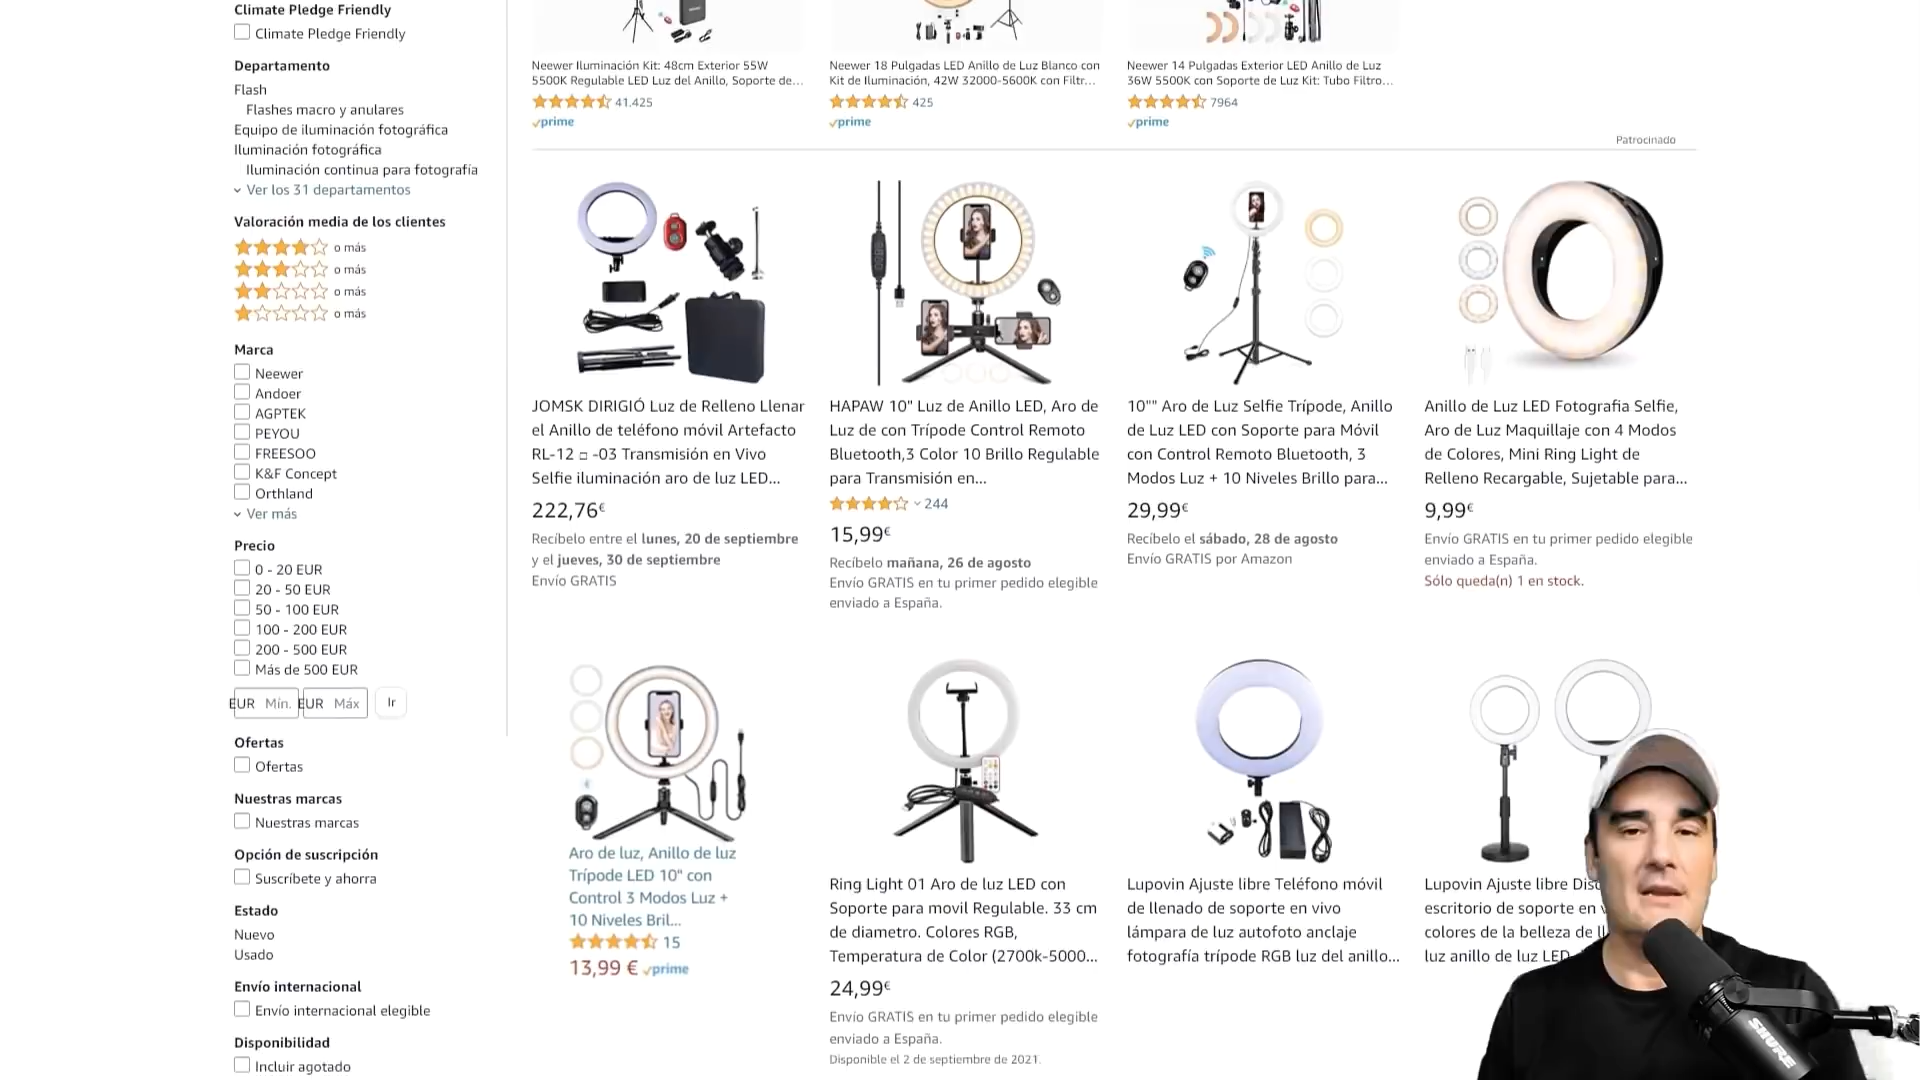 Climate Pledge Friendly
Climate Pledge Friendly
Departamento
Flash
Flashes macro y anulares
Equipo de iluminación fotográfica
Iluminación fotográfica
Iluminación continua para fotografía
Ver los 31 departamentos
Valoración media de los clientes
o más
o más
o más
o más
Marca
Neewer
Andoer
AGPTEK
PEYOU
FREESOO
K&F Concept
Orthland
Ver más
Precio
0 - 20 EUR
20 - 50 EUR
50 - 100 EUR
100 - 200 EUR
200 - 500 EUR
Más de 500 EUR
EUR Mín. EUR Máx Ir
Ofertas
Ofertas
Nuestras marcas
Nuestras marcas
Opción de suscripción
Suscríbete y ahorra
Estado
Nuevo
Usado
Envío internacional
Envío internacional elegible
Disponibilidad
Incluir agotado
Neewer Iluminación Kit: 48cm Exterior 55W
5500K Regulable LED Luz del Anillo, Soporte de...
41.425
prime
Neewer 18 Pulgadas LED Anillo de Luz Blanco con
Kit de Iluminación, 42W 32000-5600K con Filtr...
425
prime
Neewer 14 Pulgadas Exterior LED Anillo de Luz
36W 5500K con Soporte de Luz Kit: Tubo Filtro...
7964
prime
Patrocinado
JOMSK DIRIGIÓ Luz de Relleno Llenar
el Anillo de teléfono móvil Artefacto
RL-12 □ -03 Transmisión en Vivo
Selfie iluminación aro de luz LED...
222,76€
Recíbelo entre el lunes, 20 de septiembre
y el jueves, 30 de septiembre
Envío GRATIS
HAPAW 10" Luz de Anillo LED, Aro de
Luz de con Trípode Control Remoto
Bluetooth,3 Color 10 Brillo Regulable
para Transmisión en...
244
15,99€
Recíbelo mañana, 26 de agosto
Envío GRATIS en tu primer pedido elegible
enviado a España.
10"" Aro de Luz Selfie Trípode, Anillo
de Luz LED con Soporte para Móvil
con Control Remoto Bluetooth, 3
Modos Luz + 10 Niveles Brillo para...
29,99€
Recíbelo el sábado, 28 de agosto
Envío GRATIS por Amazon
Anillo de Luz LED Fotografia Selfie,
Aro de Luz Maquillaje con 4 Modos
de Colores, Mini Ring Light de
Relleno Recargable, Sujetable para...
9,99€
Envío GRATIS en tu primer pedido elegible
enviado a España.
Sólo queda(n) 1 en stock.
Aro de luz, Anillo de luz
Trípode LED 10" con
Control 3 Modos Luz +
10 Niveles Bril...
15
13,99 € prime
Ring Light 01 Aro de luz LED con
Soporte para movil Regulable. 33 cm
de diametro. Colores RGB,
Temperatura de Color (2700k-5000...
24,99€
Envío GRATIS en tu primer pedido elegible
enviado a España.
Disponible el 2 de septiembre de 2021.
Lupovin Ajuste libre Teléfono móvil
de llenado de soporte en vivo
lámpara de luz autofoto anclaje
fotografía trípode RGB luz del anillo...
Lupovin Ajuste libre
escritorio de soporte en
colores de la belleza de
luz anillo de luz LED
SHURE